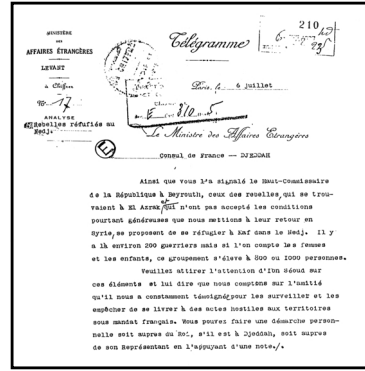 MINISTÈRE
DES
AFFAIRES ÉTRANGÈRES
LEVANT
à Chiffrer
N° 17
ANALYSE
Rebelles réfugiés au
Nedj.
Télégramme
210
Paris, le 6 juillet
E 310 5
Le Ministre des Affaires Etrangères
E
Consul de France -- DJEDDAH
Ainsi que vous l'a signalé le Haut-Commissaire
de la République à Beyrouth, ceux des rebelles qui se trou-
vaient à El Azrak et qui n'ont pas accepté les conditions
pourtant généreuses que nous mettions à leur retour en
Syrie, se proposent de se réfugier à Kaf dans le Nedj. Il y
a là environ 200 guerriers mais si l'on compte les femmes
et les enfants, ce groupement s'élève à 800 ou 1000 personnes.
Veuillez attirer l'attention d'Ibn Séoud sur
ces éléments et lui dire que nous comptons sur l'amitié
qu'il nous a constamment témoignée pour les surveiller et les
empêcher de se livrer à des actes hostiles aux territoires
sous mandat français. Vous pouvez faire une démarche person-
nelle soit auprès du Roi, s'il est à Djeddah, soit auprès
de son Représentant en l'appuyant d'une note./.